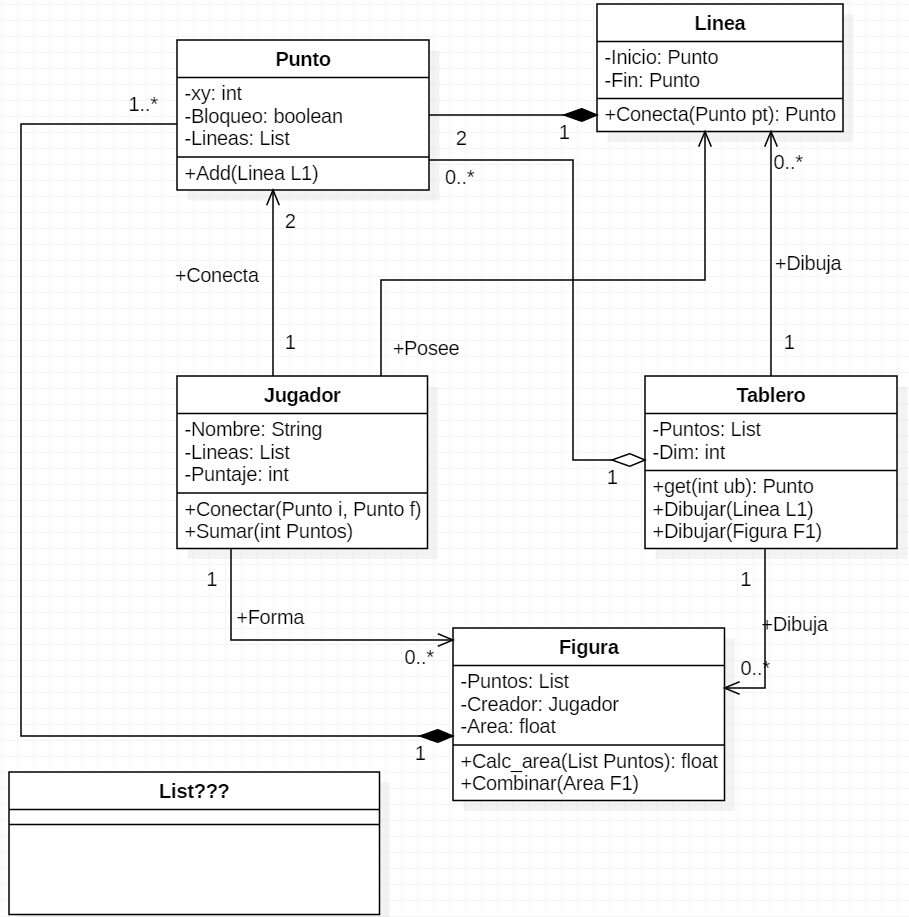 Linea
-Inicio: Punto
-Fin: Punto
+Conecta(Punto pt): Punto
Punto
-xy: int
-Bloqueo: boolean
-Lineas: List
+Add(Linea L1)
1..*
2
1
0..*
0..*
2
+Conecta
1
+Posee
+Dibuja
1
Jugador
-Nombre: String
-Lineas: List
-Puntaje: int
+Conectar(Punto i, Punto f)
+Sumar(int Puntos)
Tablero
-Puntos: List
-Dim: int
+get(int ub): Punto
+Dibujar(Linea L1)
+Dibujar(Figura F1)
1
1
+Forma
0..*
1
+Dibuja
0..*
Figura
-Puntos: List
-Creador: Jugador
-Area: float
+Calc_area(List Puntos): float
+Combinar(Area F1)
1
List???